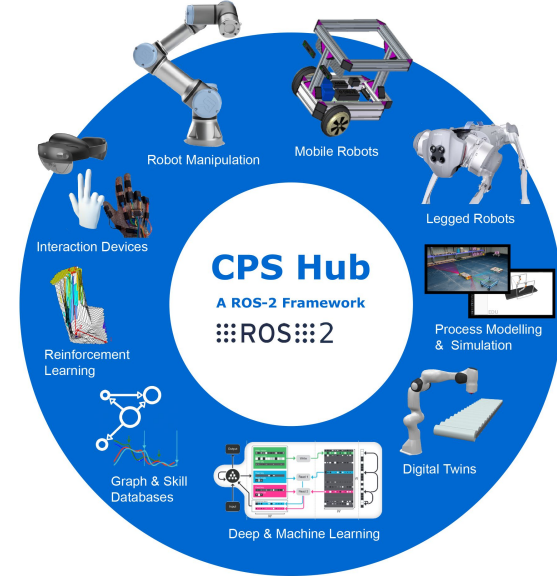 Robot Manipulation
Mobile Robots
Legged Robots
Interaction Devices
CPS Hub
A ROS-2 Framework
ROS 2
Process Modelling
& Simulation
Reinforcement
Learning
Digital Twins
Graph & Skill
Databases
Deep & Machine Learning